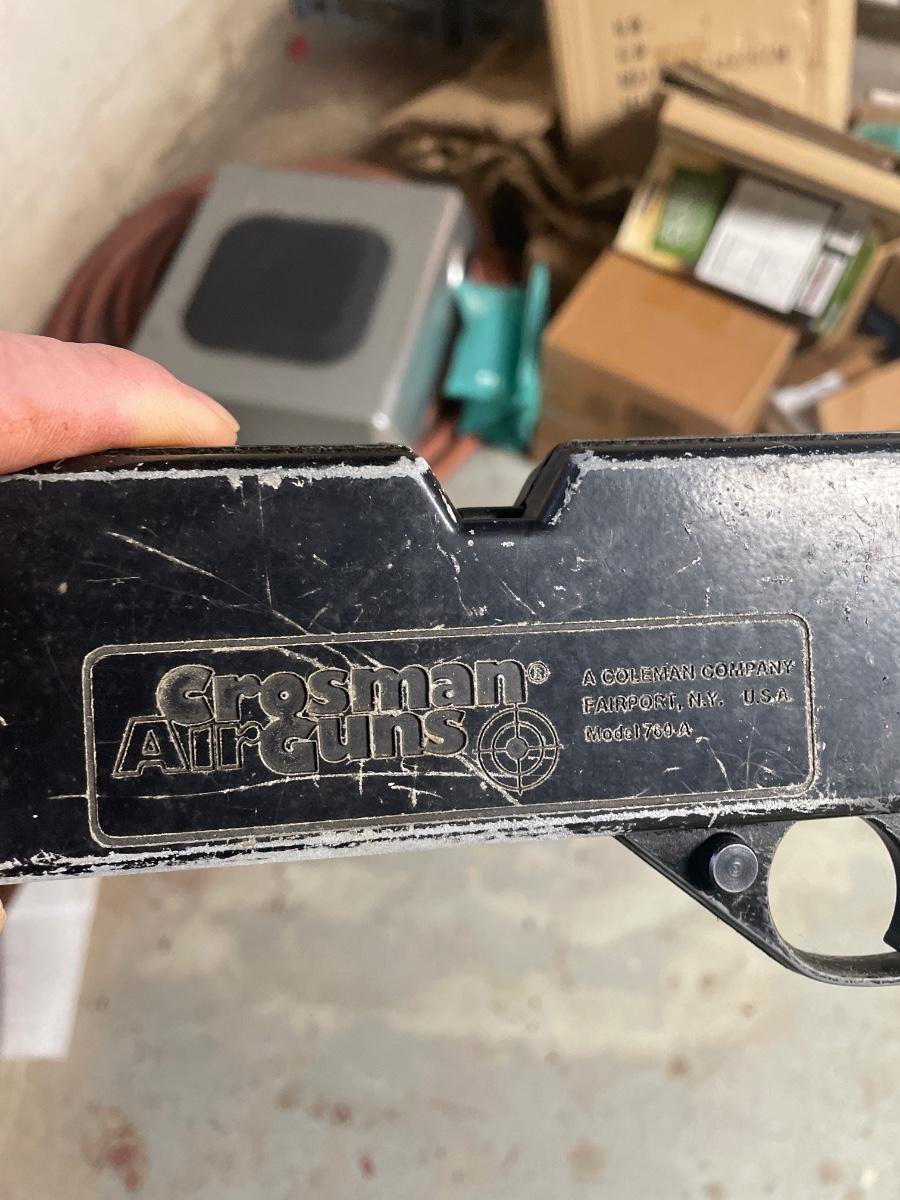 Crosman®
AirGuns
A COLEMAN COMPANY
FAIRPORT, N.Y. U.S.A.
Model 760-A